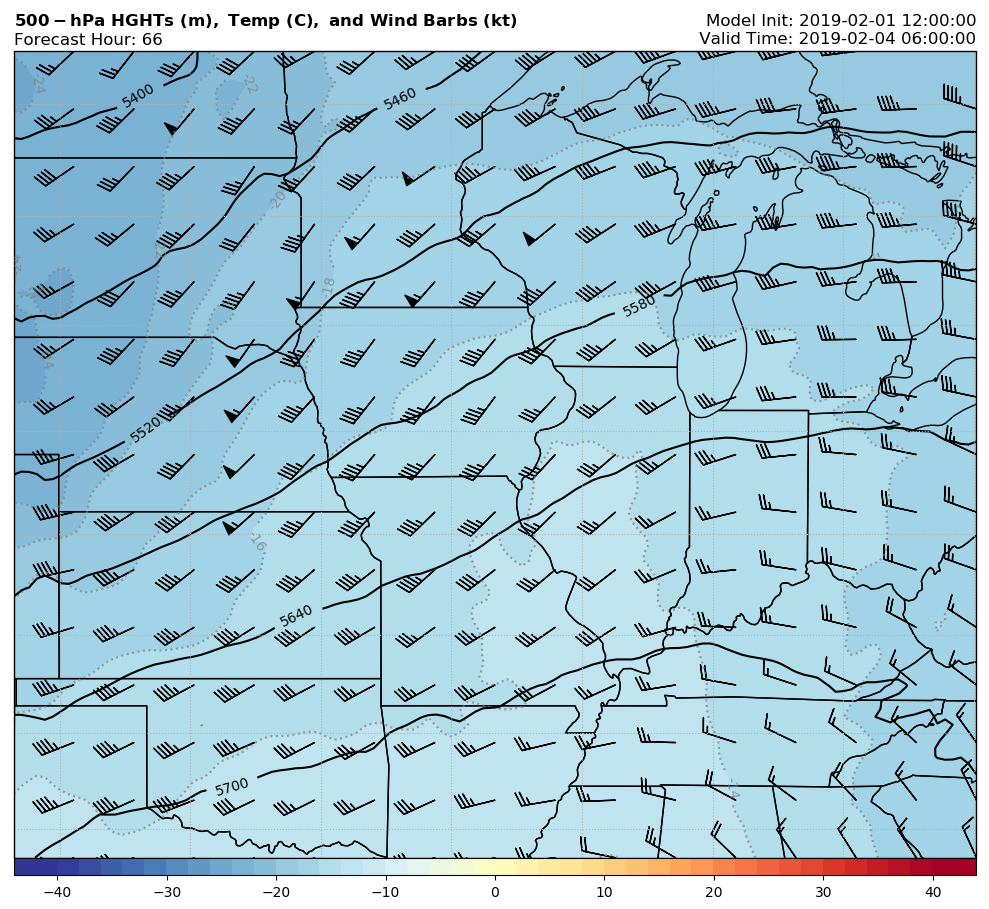 500−hPa HGHTs (m), Temp (C), and Wind Barbs (kt)
Model Init: 2019-02-01 12:00:00
Forecast Hour: 66
Valid Time: 2019-02-04 06:00:00
-24
-22
5400
5460
-20
-18
5580
5520
-16
5640
5700
−40 −30 −20 −10 0 10 20 30 40